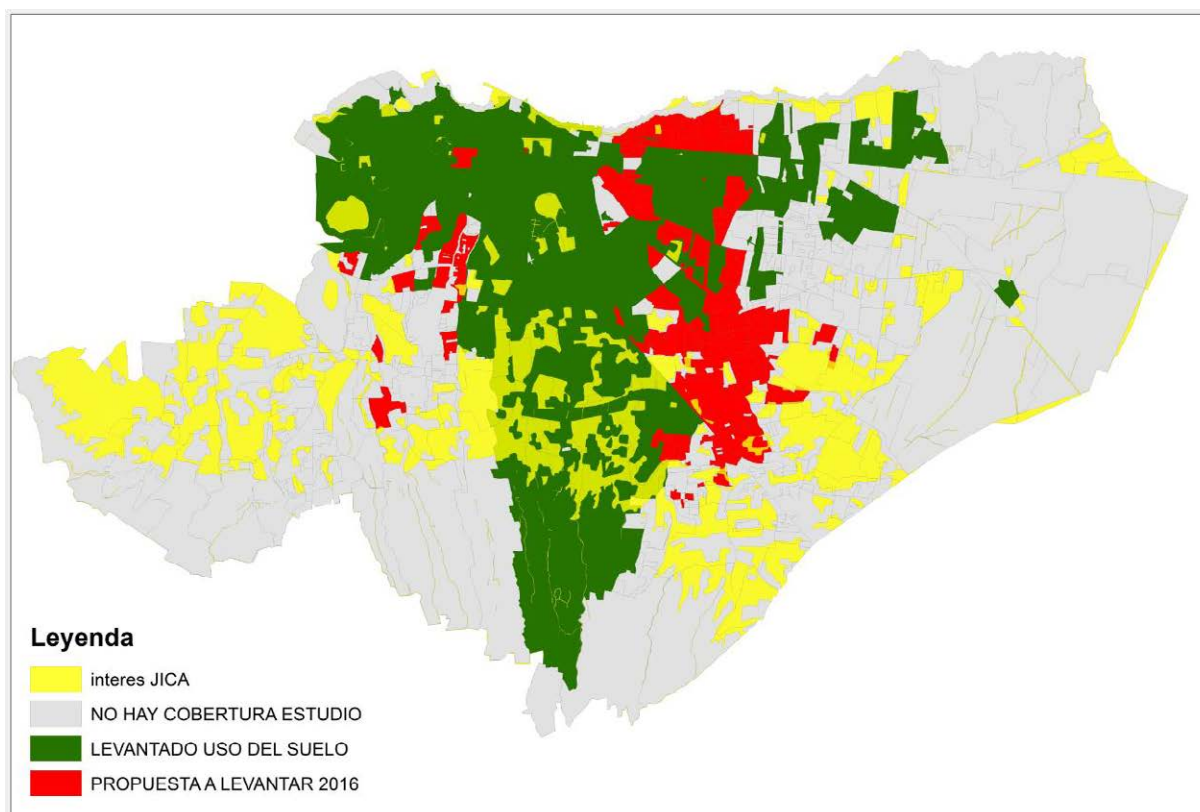 Leyenda
interes JICA
NO HAY COBERTURA ESTUDIO
LEVANTADO USO DEL SUELO
PROPUESTA A LEVANTAR 2016